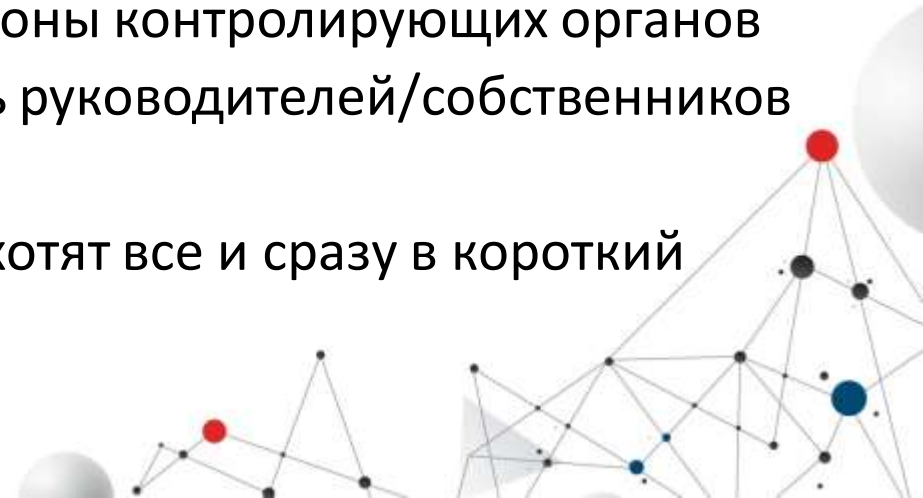 оны контролирующих органов
ь руководителей/собственников
хотят все и сразу в короткий